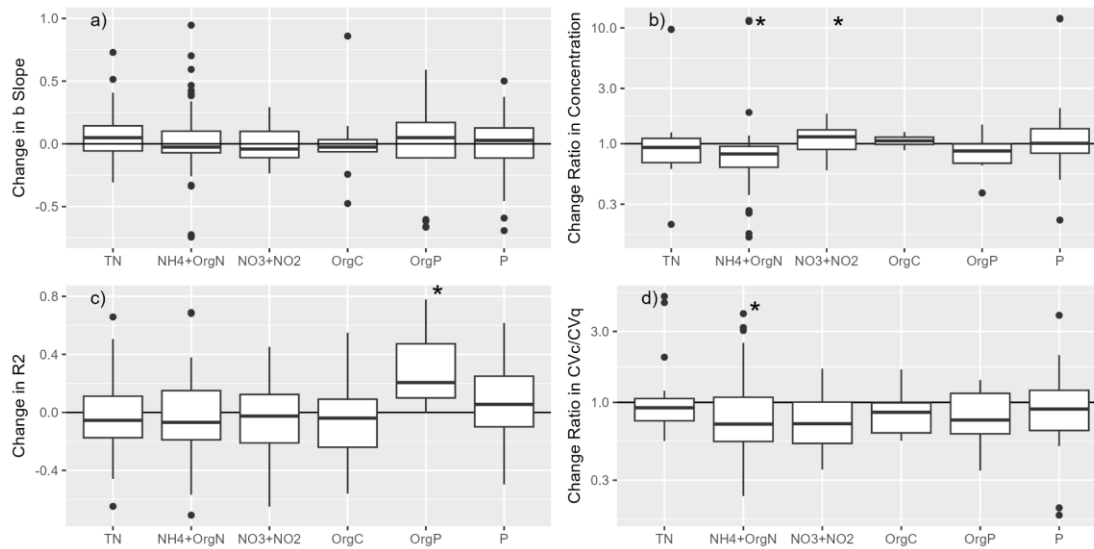 a)
Change in b Slope
1.0
0.5
0.0
-0.5
TN NH4+OrgN NO3+NO2 OrgC OrgP P
b)
* *
Change Ratio in Concentration
10.0
3.0
1.0
0.3
TN NH4+OrgN NO3+NO2 OrgC OrgP P
c)
*
Change in R2
0.8
0.4
0.0
-0.4
TN NH4+OrgN NO3+NO2 OrgC OrgP P
d)
*
Change Ratio in CVc/CVq
3.0
1.0
0.3
TN NH4+OrgN NO3+NO2 OrgC OrgP P